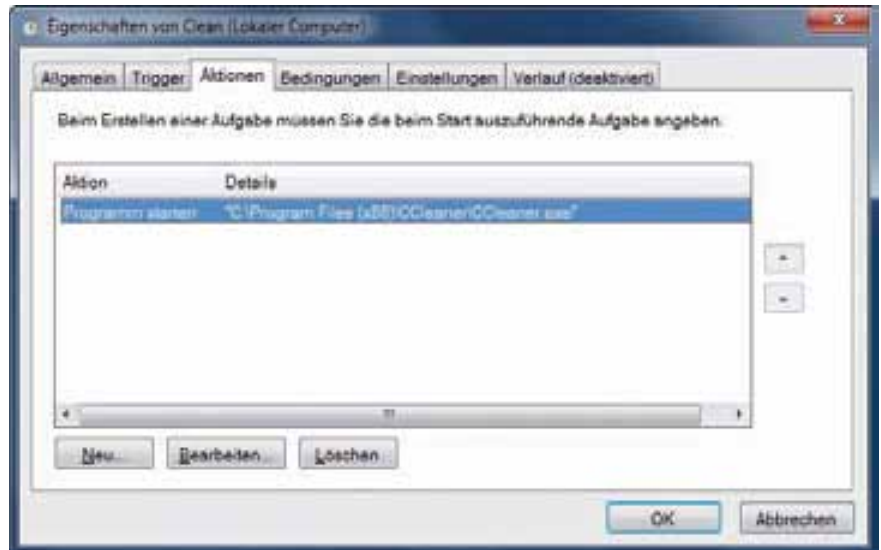 Eigenschaften von Clean (Lokaler Computer)
Allgemein Trigger Aktionen Bedingungen Einstellungen Verlauf (deaktiviert)
Beim Erstellen einer Aufgabe müssen Sie die beim Start auszuführende Aufgabe angeben.
Aktion Details
Programm starten "C:\Program Files (x86)\CCleaner\CCleaner.exe"
Neu... Bearbeiten... Löschen
OK Abbrechen